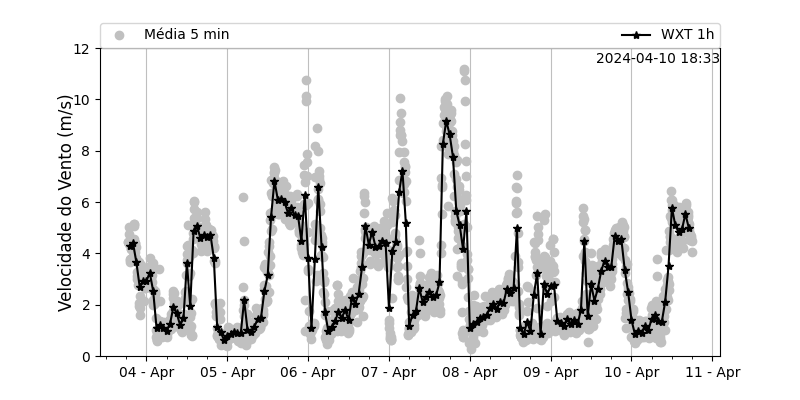 Média 5 min
WXT 1h
2024-04-10 18:33
Velocidade do Vento (m/s)
12
10
8
6
4
2
0
04 - Apr
05 - Apr
06 - Apr
07 - Apr
08 - Apr
09 - Apr
10 - Apr
11 - Apr